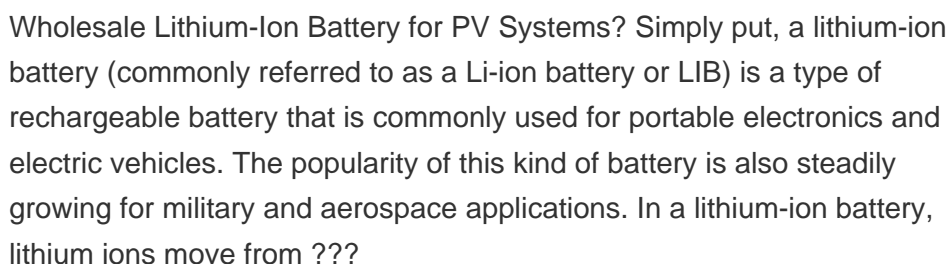 Wholesale Lithium-Ion Battery for PV Systems? Simply put, a lithium-ion
battery (commonly referred to as a Li-ion battery or LIB) is a type of
rechargeable battery that is commonly used for portable electronics and
electric vehicles. The popularity of this kind of battery is also steadily
growing for military and aerospace applications. In a lithium-ion battery,
lithium ions move from ???